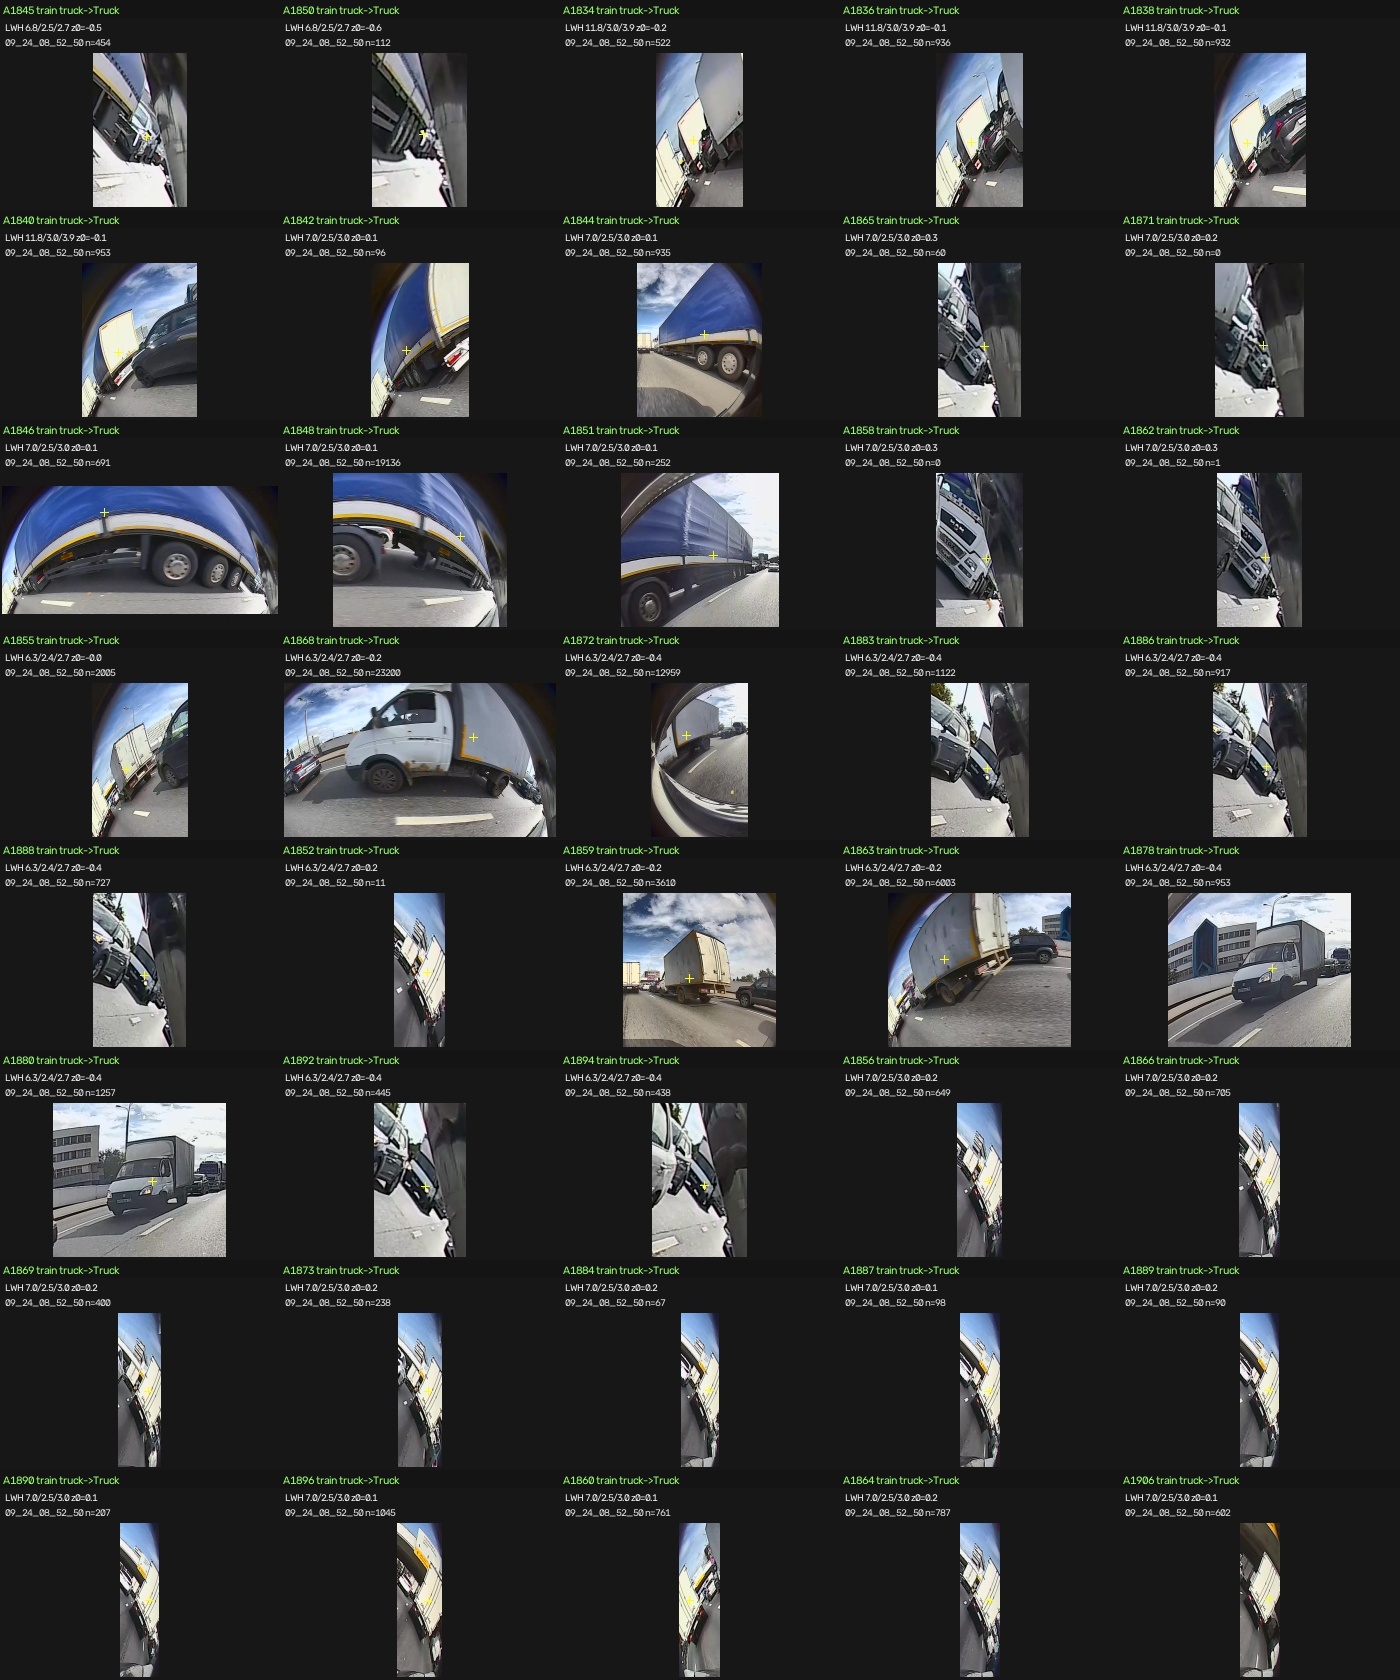 A1845 train truck->Truck
LWH 6.8/2.5/2.7 z0=-0.5
09_24_08_52_50 n=454
A1850 train truck->Truck
LWH 6.8/2.5/2.7 z0=-0.6
09_24_08_52_50 n=112
A1834 train truck->Truck
LWH 11.8/3.0/3.9 z0=-0.2
09_24_08_52_50 n=522
A1836 train truck->Truck
LWH 11.8/3.0/3.9 z0=-0.1
09_24_08_52_50 n=936
A1838 train truck->Truck
LWH 11.8/3.0/3.9 z0=-0.1
09_24_08_52_50 n=932
A1840 train truck->Truck
LWH 11.8/3.0/3.9 z0=-0.1
09_24_08_52_50 n=953
A1842 train truck->Truck
LWH 7.0/2.5/3.0 z0=0.1
09_24_08_52_50 n=96
A1844 train truck->Truck
LWH 7.0/2.5/3.0 z0=0.1
09_24_08_52_50 n=935
A1865 train truck->Truck
LWH 7.0/2.5/3.0 z0=0.3
09_24_08_52_50 n=60
A1871 train truck->Truck
LWH 7.0/2.5/3.0 z0=0.2
09_24_08_52_50 n=0
A1846 train truck->Truck
LWH 7.0/2.5/3.0 z0=0.1
09_24_08_52_50 n=691
A1848 train truck->Truck
LWH 7.0/2.5/3.0 z0=0.1
09_24_08_52_50 n=19136
A1851 train truck->Truck
LWH 7.0/2.5/3.0 z0=0.1
09_24_08_52_50 n=252
A1858 train truck->Truck
LWH 7.0/2.5/3.0 z0=0.3
09_24_08_52_50 n=0
A1862 train truck->Truck
LWH 7.0/2.5/3.0 z0=0.3
09_24_08_52_50 n=1
A1855 train truck->Truck
LWH 6.3/2.4/2.7 z0=-0.0
09_24_08_52_50 n=2005
A1868 train truck->Truck
LWH 6.3/2.4/2.7 z0=-0.2
09_24_08_52_50 n=23200
A1872 train truck->Truck
LWH 6.3/2.4/2.7 z0=-0.4
09_24_08_52_50 n=12959
A1883 train truck->Truck
LWH 6.3/2.4/2.7 z0=-0.4
09_24_08_52_50 n=1122
A1886 train truck->Truck
LWH 6.3/2.4/2.7 z0=-0.4
09_24_08_52_50 n=917
A1888 train truck->Truck
LWH 6.3/2.4/2.7 z0=-0.4
09_24_08_52_50 n=727
A1852 train truck->Truck
LWH 6.3/2.4/2.7 z0=0.2
09_24_08_52_50 n=11
A1859 train truck->Truck
LWH 6.3/2.4/2.7 z0=-0.2
09_24_08_52_50 n=3610
A1863 train truck->Truck
LWH 6.3/2.4/2.7 z0=-0.2
09_24_08_52_50 n=6003
A1878 train truck->Truck
LWH 6.3/2.4/2.7 z0=-0.4
09_24_08_52_50 n=953
A1880 train truck->Truck
LWH 6.3/2.4/2.7 z0=-0.4
09_24_08_52_50 n=1257
A1892 train truck->Truck
LWH 6.3/2.4/2.7 z0=-0.4
09_24_08_52_50 n=445
A1894 train truck->Truck
LWH 6.3/2.4/2.7 z0=-0.4
09_24_08_52_50 n=438
A1856 train truck->Truck
LWH 7.0/2.5/3.0 z0=0.2
09_24_08_52_50 n=649
A1866 train truck->Truck
LWH 7.0/2.5/3.0 z0=0.2
09_24_08_52_50 n=705
A1869 train truck->Truck
LWH 7.0/2.5/3.0 z0=0.2
09_24_08_52_50 n=400
A1873 train truck->Truck
LWH 7.0/2.5/3.0 z0=0.2
09_24_08_52_50 n=238
A1884 train truck->Truck
LWH 7.0/2.5/3.0 z0=0.2
09_24_08_52_50 n=67
A1887 train truck->Truck
LWH 7.0/2.5/3.0 z0=0.1
09_24_08_52_50 n=98
A1889 train truck->Truck
LWH 7.0/2.5/3.0 z0=0.2
09_24_08_52_50 n=90
A1890 train truck->Truck
LWH 7.0/2.5/3.0 z0=0.1
09_24_08_52_50 n=207
A1896 train truck->Truck
LWH 7.0/2.5/3.0 z0=0.1
09_24_08_52_50 n=1045
A1860 train truck->Truck
LWH 7.0/2.5/3.0 z0=0.1
09_24_08_52_50 n=761
A1864 train truck->Truck
LWH 7.0/2.5/3.0 z0=0.2
09_24_08_52_50 n=787
A1906 train truck->Truck
LWH 7.0/2.5/3.0 z0=0.1
09_24_08_52_50 n=602